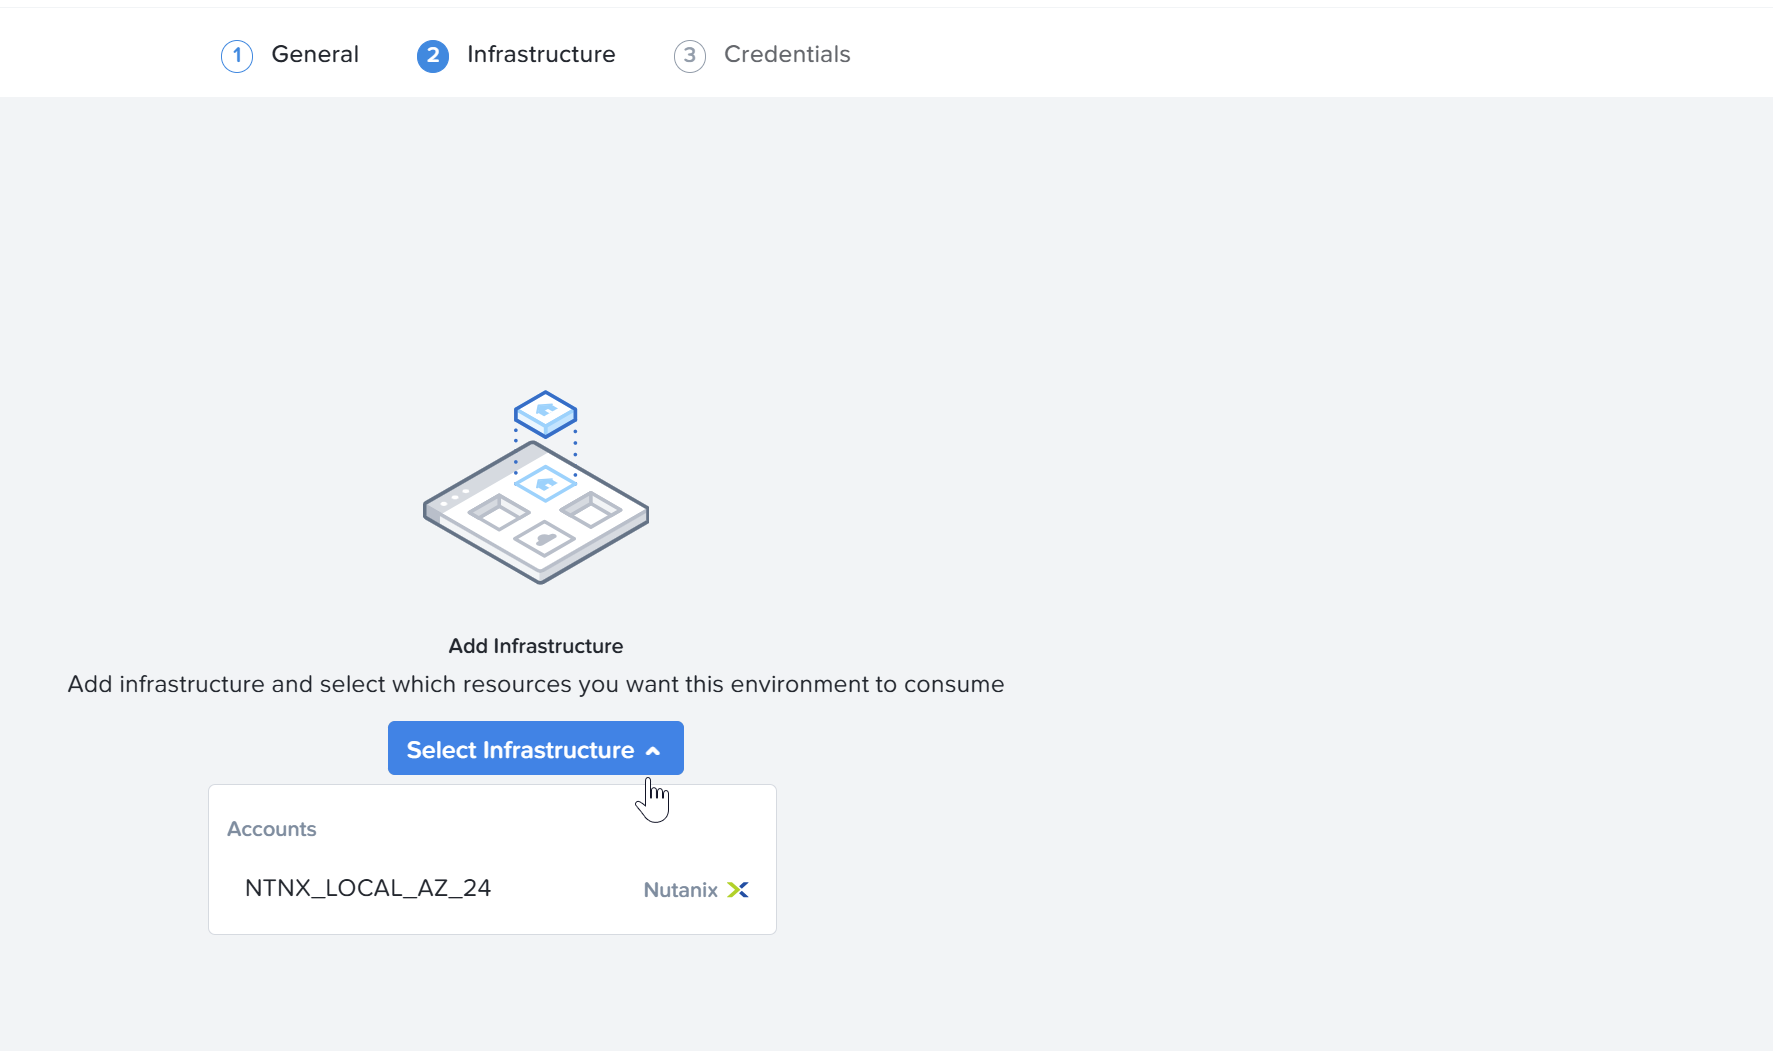 1 General 2 Infrastructure 3 Credentials
Add Infrastructure
Add infrastructure and select which resources you want this environment to consume
Select Infrastructure
Accounts
NTNX_LOCAL_AZ_24 Nutanix